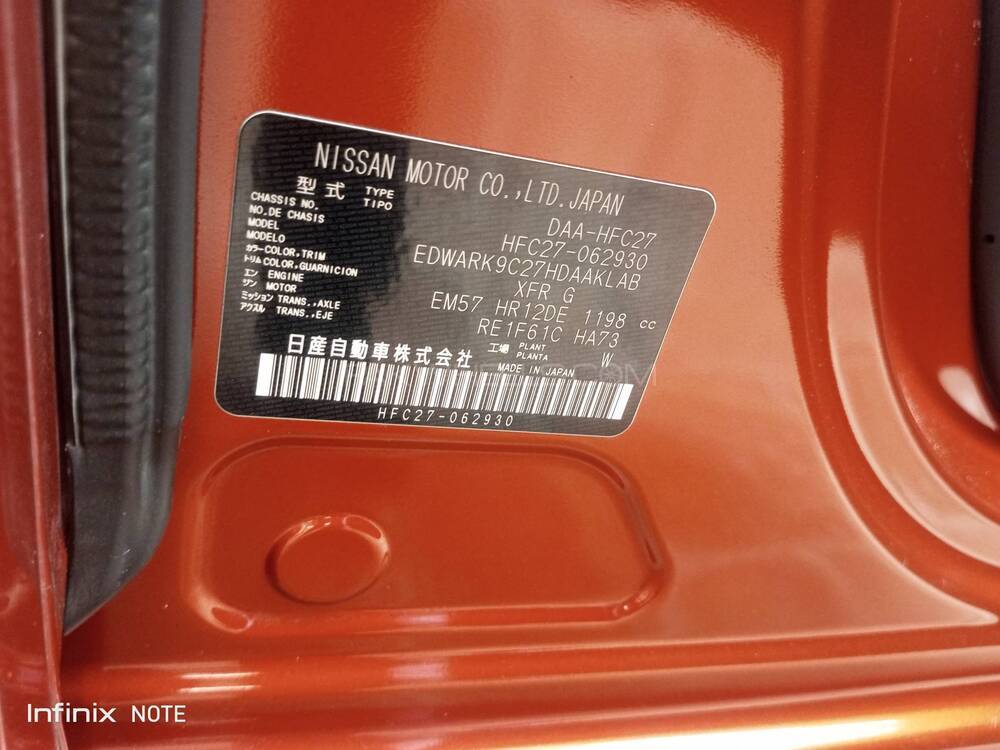 NISSAN MOTOR CO.,LTD.JAPAN
型式 TYPE TIPO DAA-HFC27
CHASSIS NO.
NO.DE CHASIS HFC27-062930
MODEL
MODELO EDWARK9C27HDAAKLAB
カラー COLOR,TRIM
トリム COLOR,GUARNICION XFR G
エン ENGINE
ヂン MOTOR EM57 HR12DE 1198 cc
ミッション TRANS.,AXLE
アクスル TRANS.,EJE RE1F61C HA73
工場 PLANT
PLANTA W
日産自動車株式会社 MADE IN JAPAN
HFC27-062930
Infinix NOTE